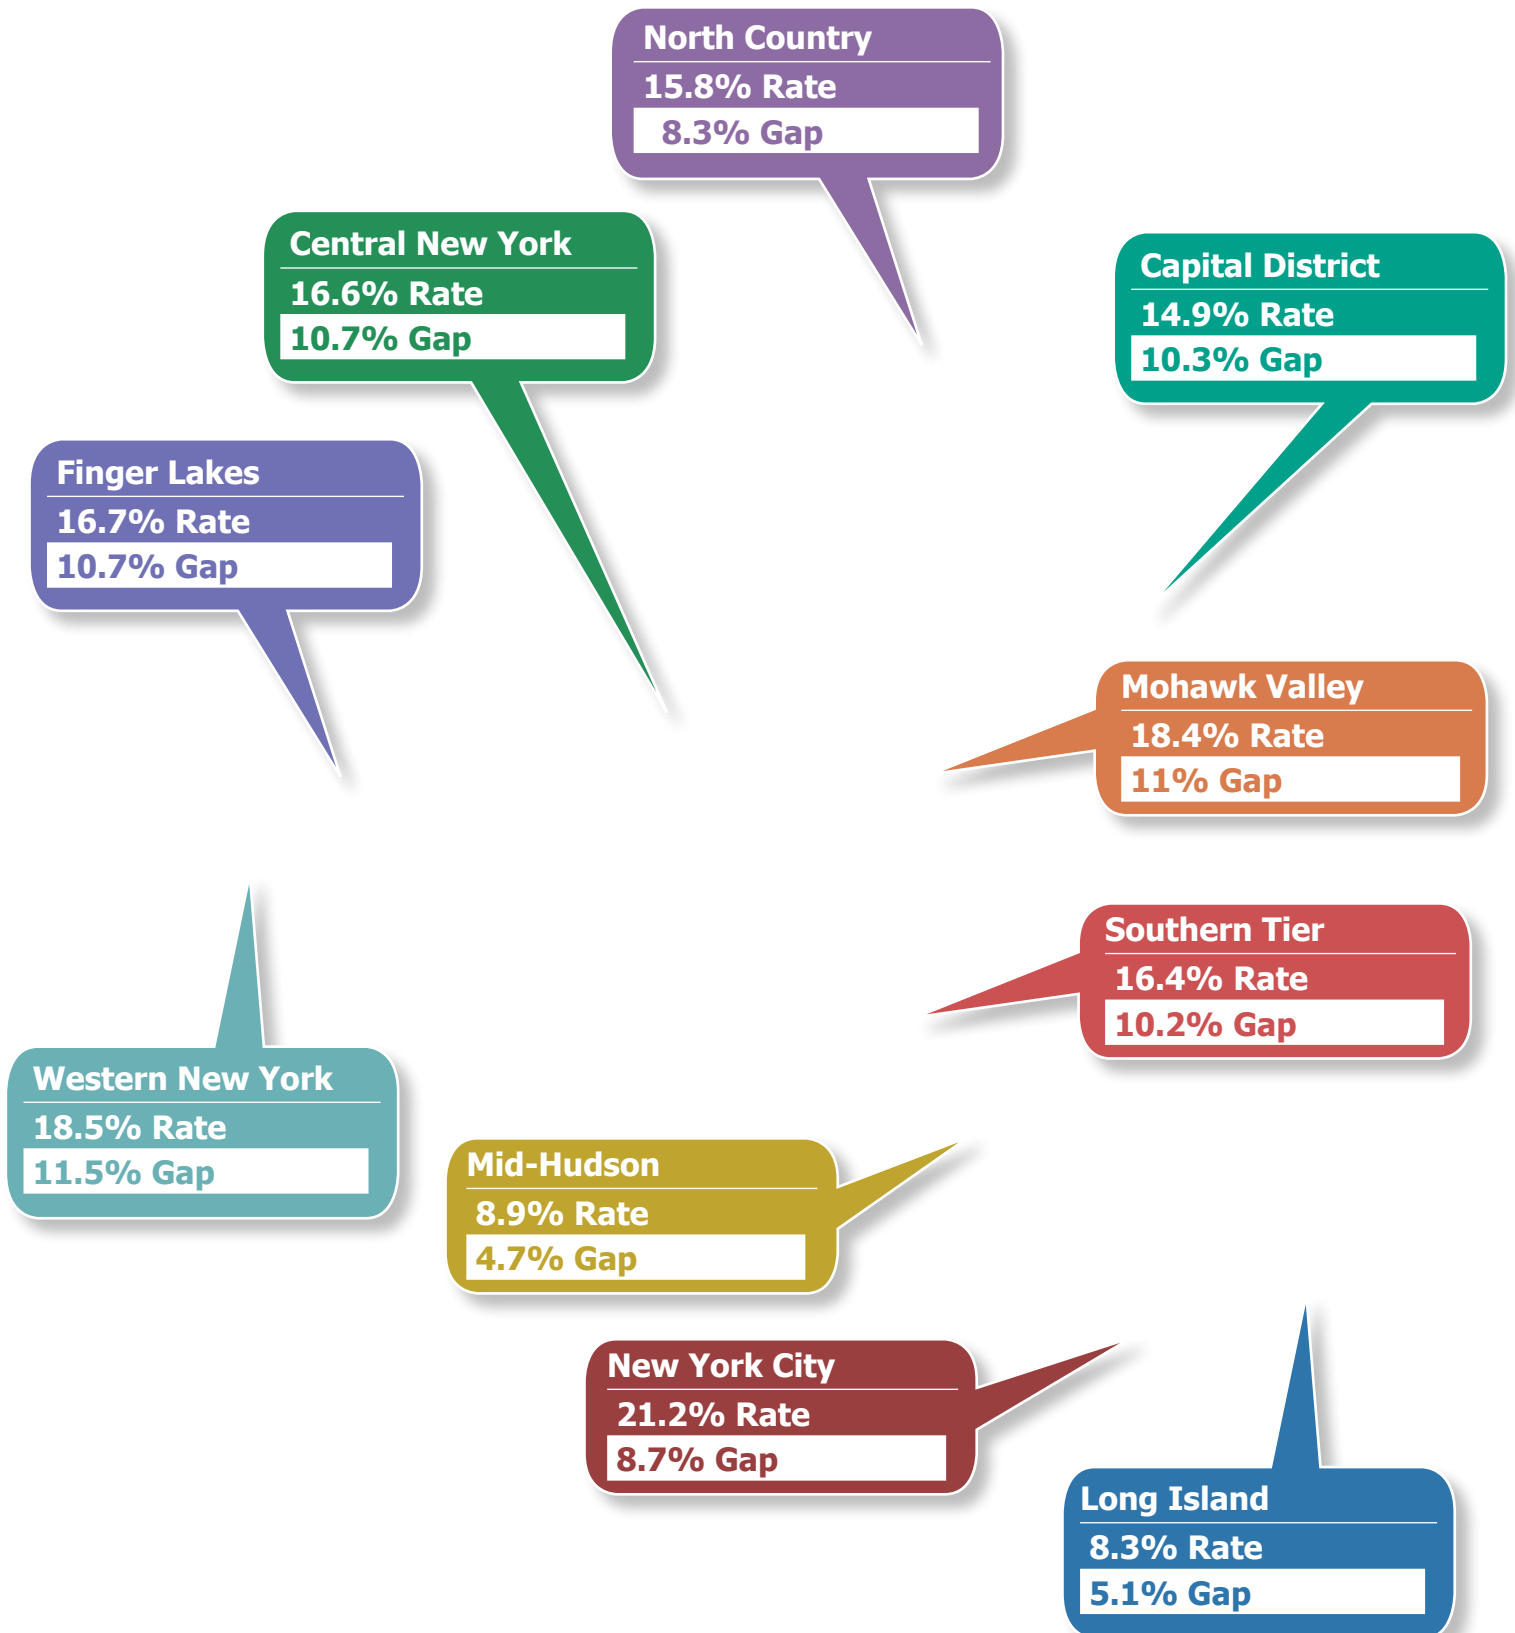 North Country
15.8% Rate
8.3% Gap
Central New York
16.6% Rate
10.7% Gap
Capital District
14.9% Rate
10.3% Gap
Finger Lakes
16.7% Rate
10.7% Gap
Mohawk Valley
18.4% Rate
11% Gap
Southern Tier
16.4% Rate
10.2% Gap
Western New York
18.5% Rate
11.5% Gap
Mid-Hudson
8.9% Rate
4.7% Gap
New York City
21.2% Rate
8.7% Gap
Long Island
8.3% Rate
5.1% Gap